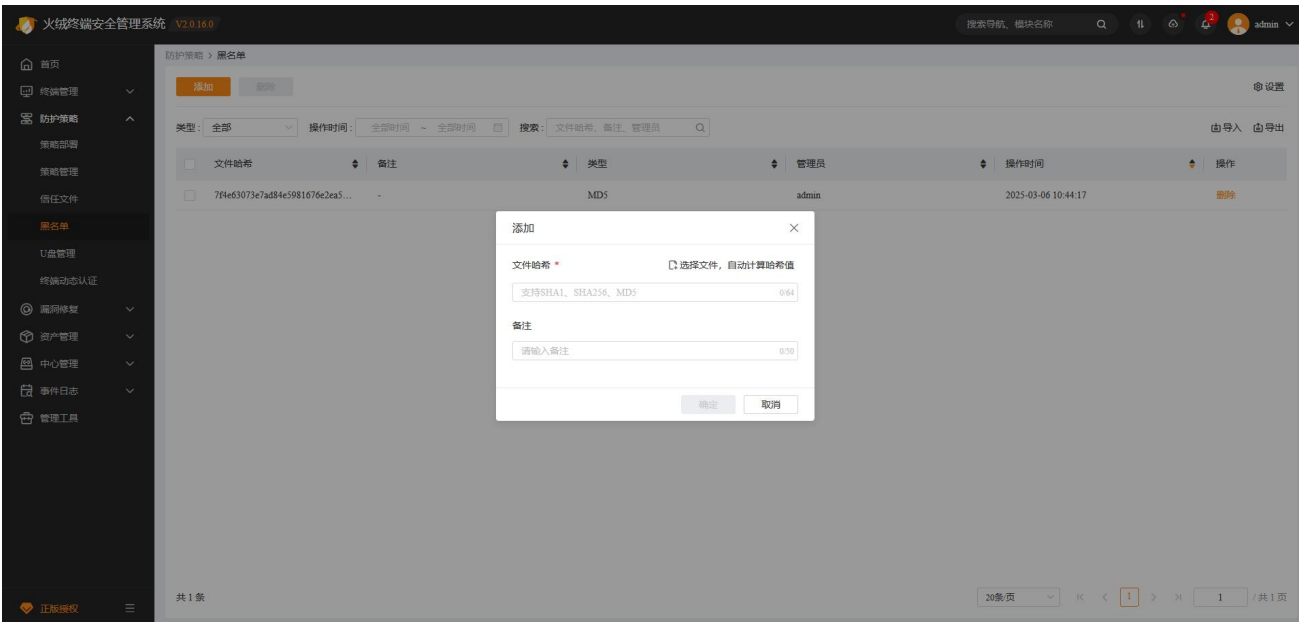 火绒终端安全管理系统 V2.0.16.0
搜索导航、模块名称
2
admin
首页
终端管理
防护策略
策略部署
策略管理
信任文件
黑名单
U盘管理
终端动态认证
漏洞修复
资产管理
中心管理
事件日志
管理工具
正版授权
防护策略 > 黑名单
添加 删除
设置
类型: 全部 操作时间: 全部时间 ~ 全部时间 搜索: 文件哈希、备注、管理员
导入 导出
文件哈希 备注 类型 管理员 操作时间 操作
7f4e63073e7ad84e5981676e2ea5... - MD5 admin 2025-03-06 10:44:17 删除
添加
文件哈希 * 选择文件，自动计算哈希值
支持SHA1、SHA256、MD5 0/64
备注
请输入备注 0/50
确定 取消
共 1 条
20条/页 1 1 / 共 1 页